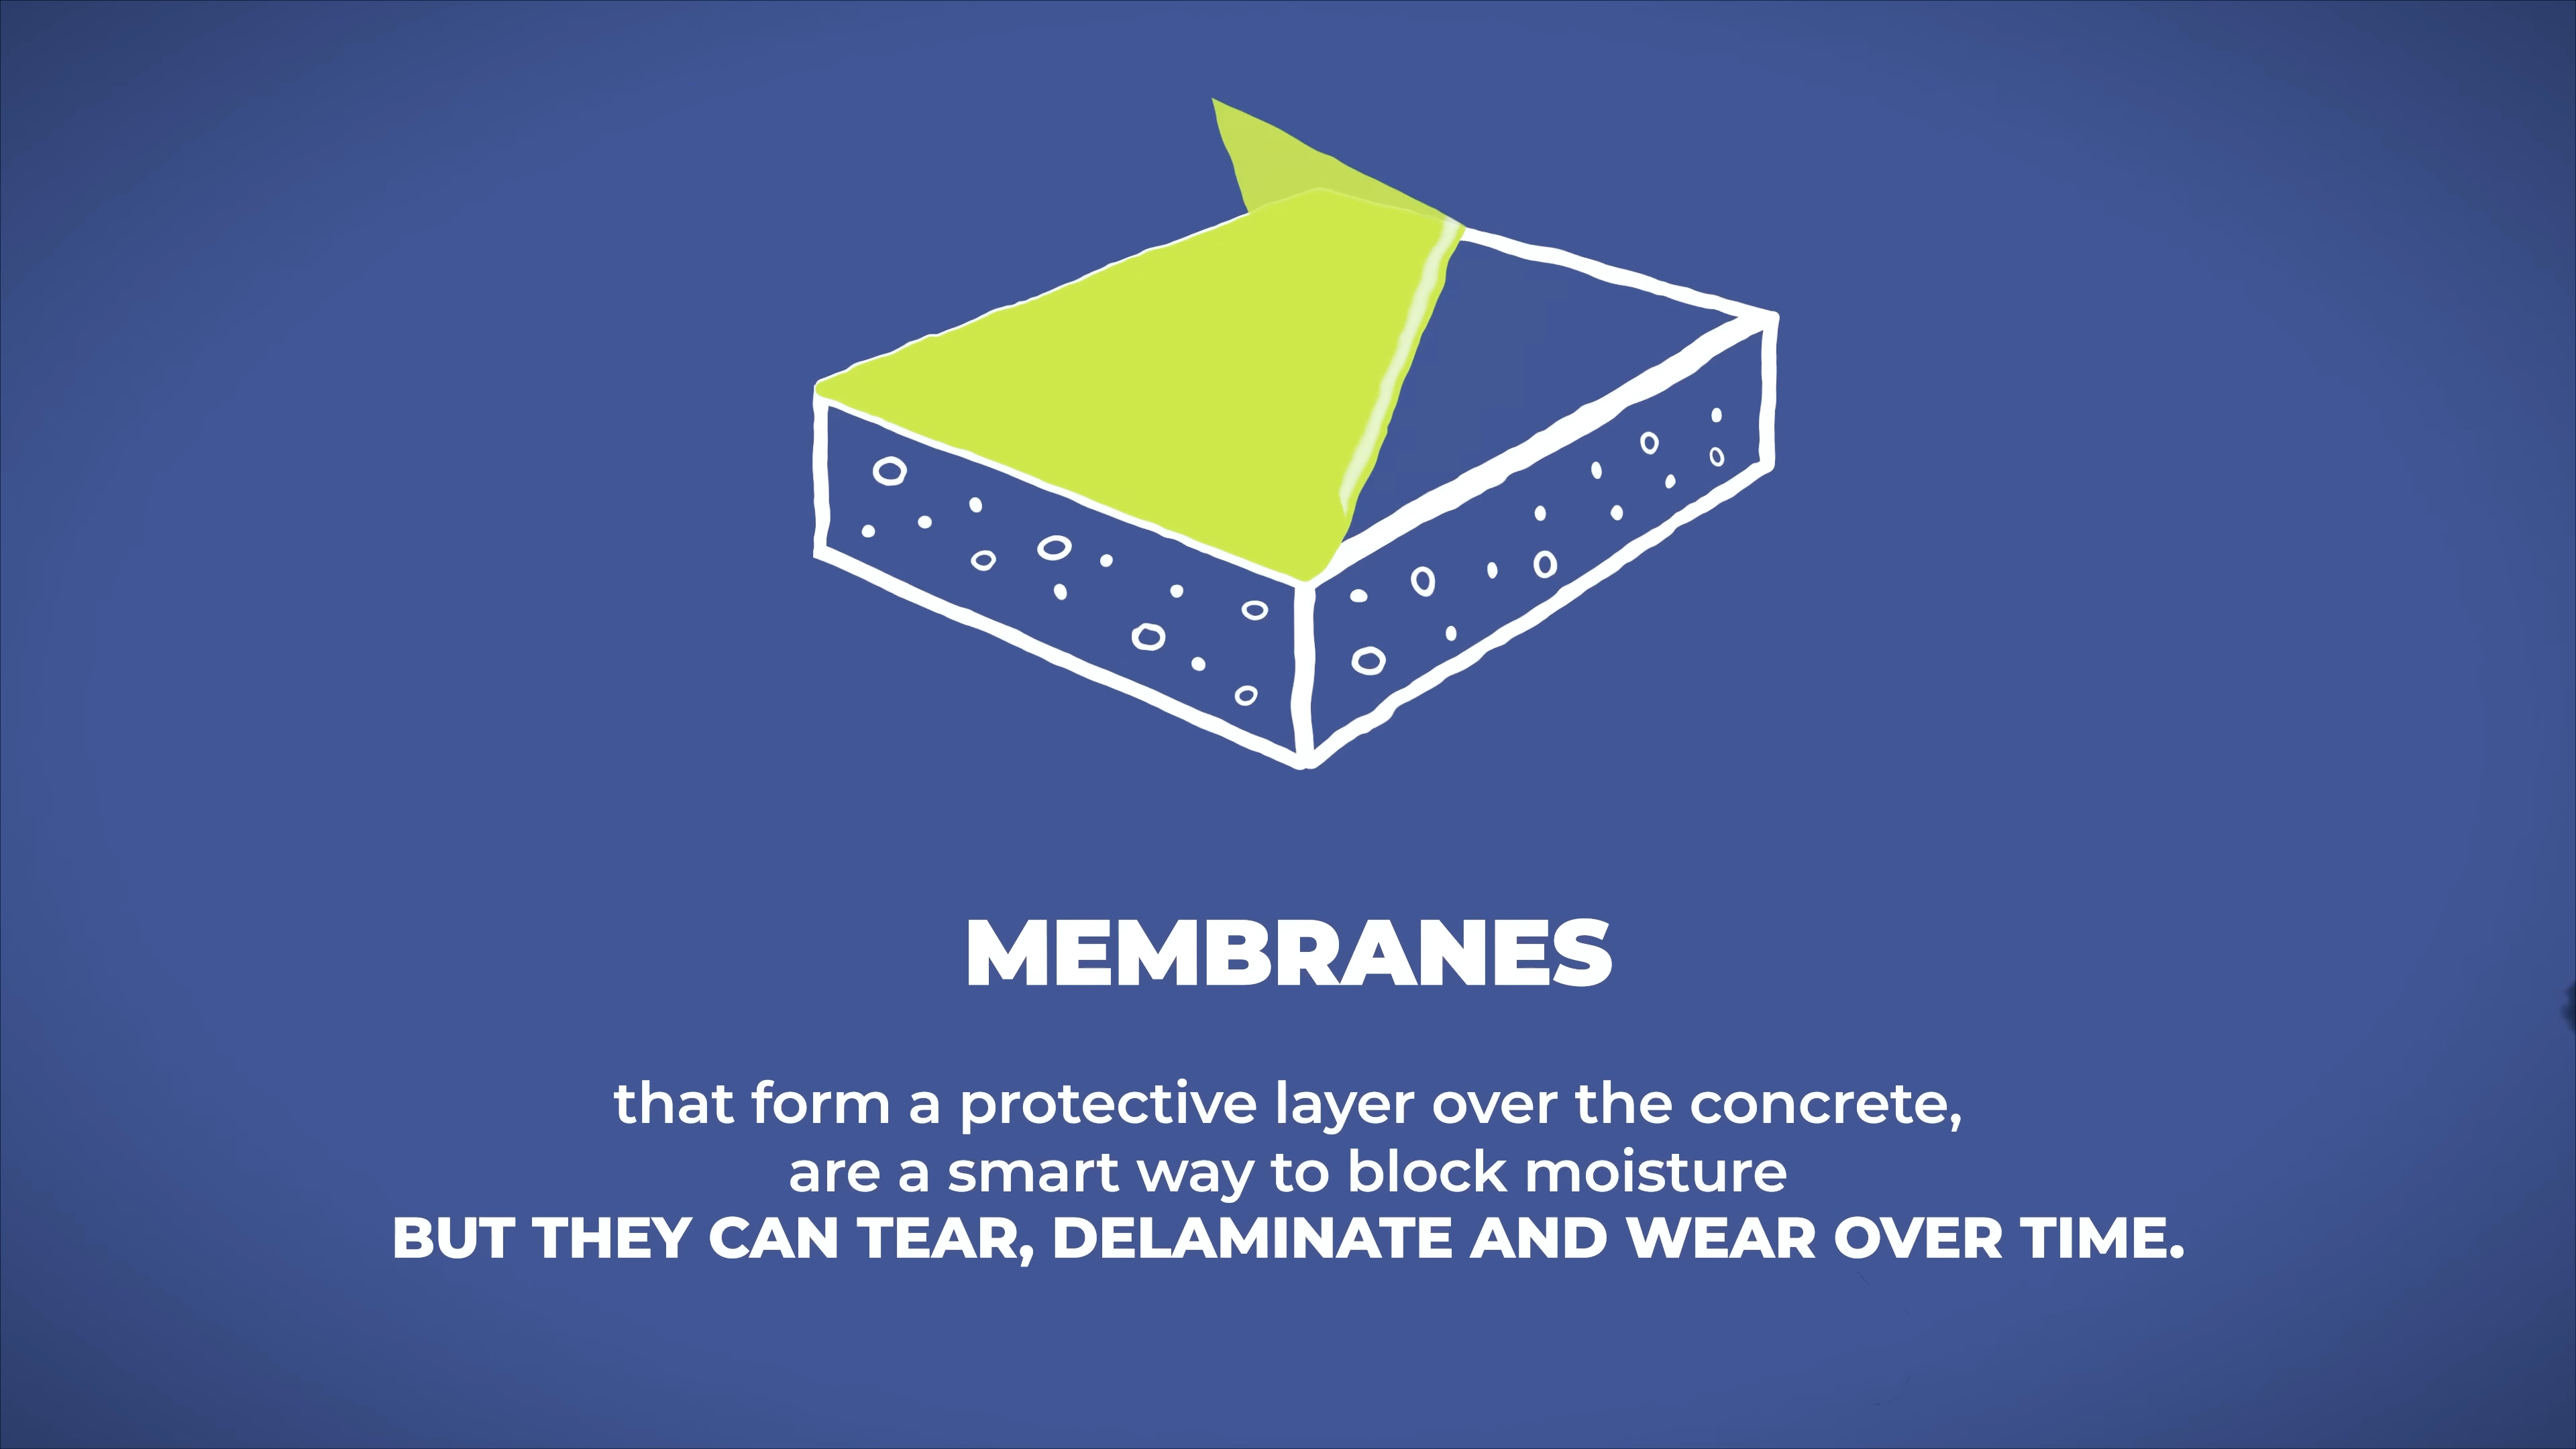 MEMBRANES
that form a protective layer over the concrete,
are a smart way to block moisture
BUT THEY CAN TEAR, DELAMINATE AND WEAR OVER TIME.